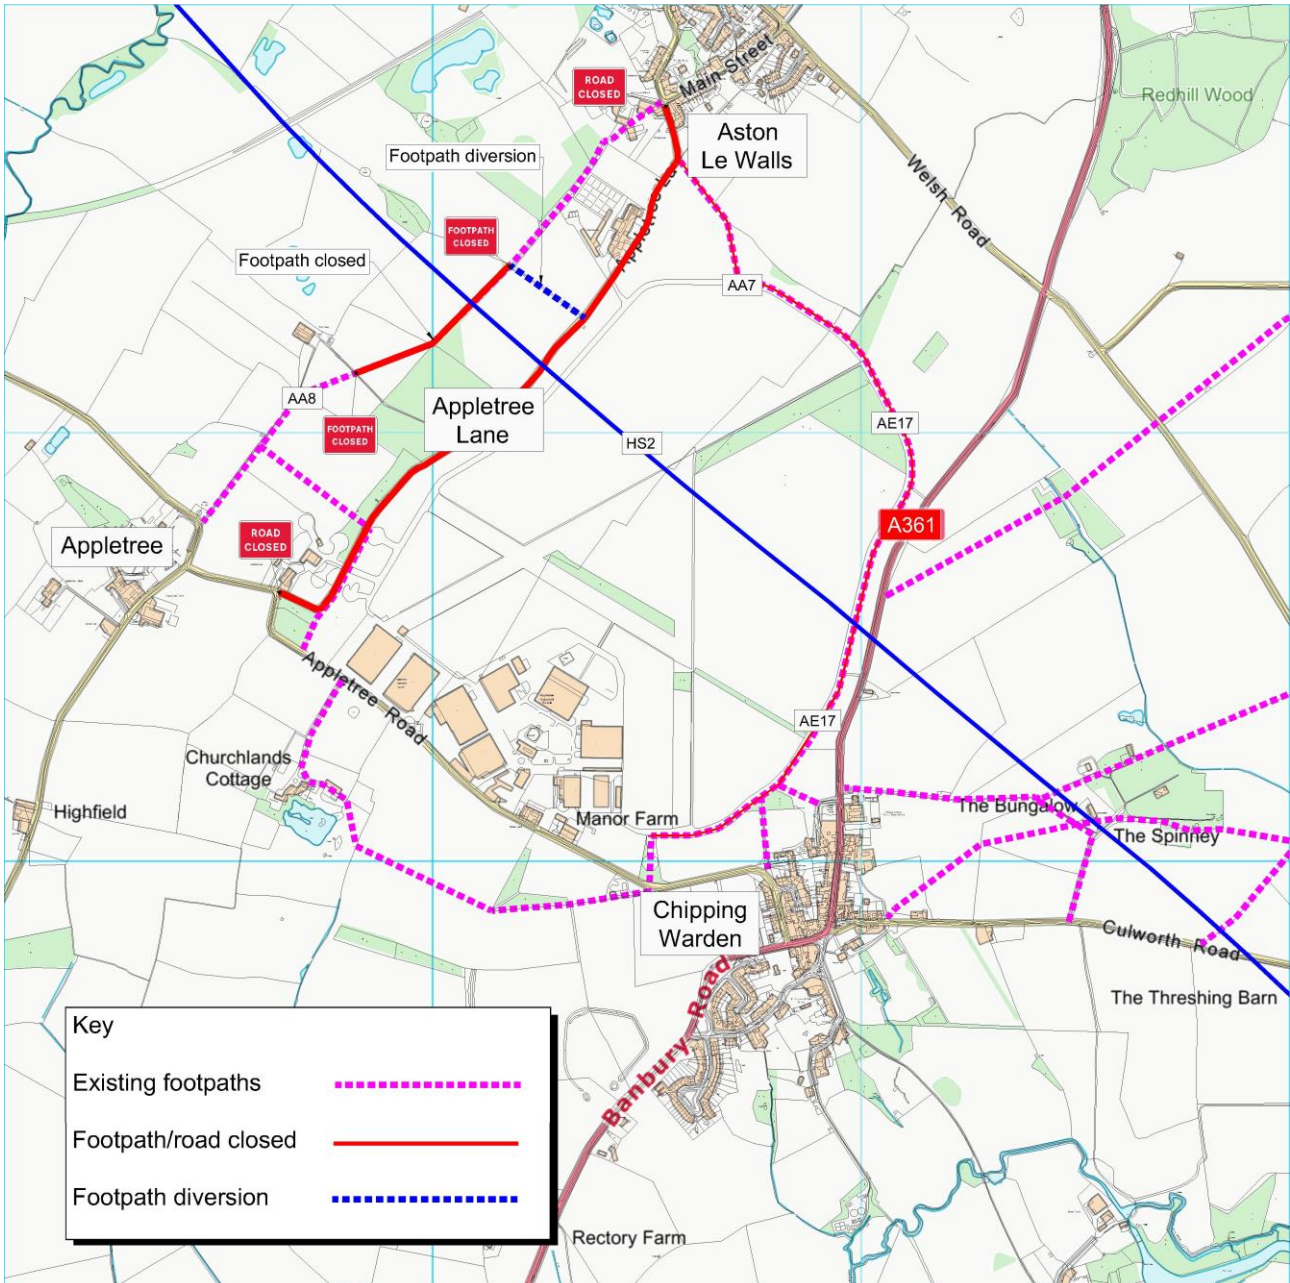 ROAD
CLOSED
Main Street
Aston
Le Walls
Redhill Wood
Footpath diversion
Welsh Road
FOOTPATH
CLOSED
Footpath closed
Appletree La
AA7
AA8
Appletree
Lane
FOOTPATH
CLOSED
AE17
HS2
A361
ROAD
CLOSED
Appletree
Appletree Road
AE17
Churchlands
Cottage
Highfield
Manor Farm
The Bungalow
The Spinney
Chipping
Warden
Culworth Road
Banbury Road
The Threshing Barn
Key
Existing footpaths
Footpath/road closed
Footpath diversion
Rectory Farm